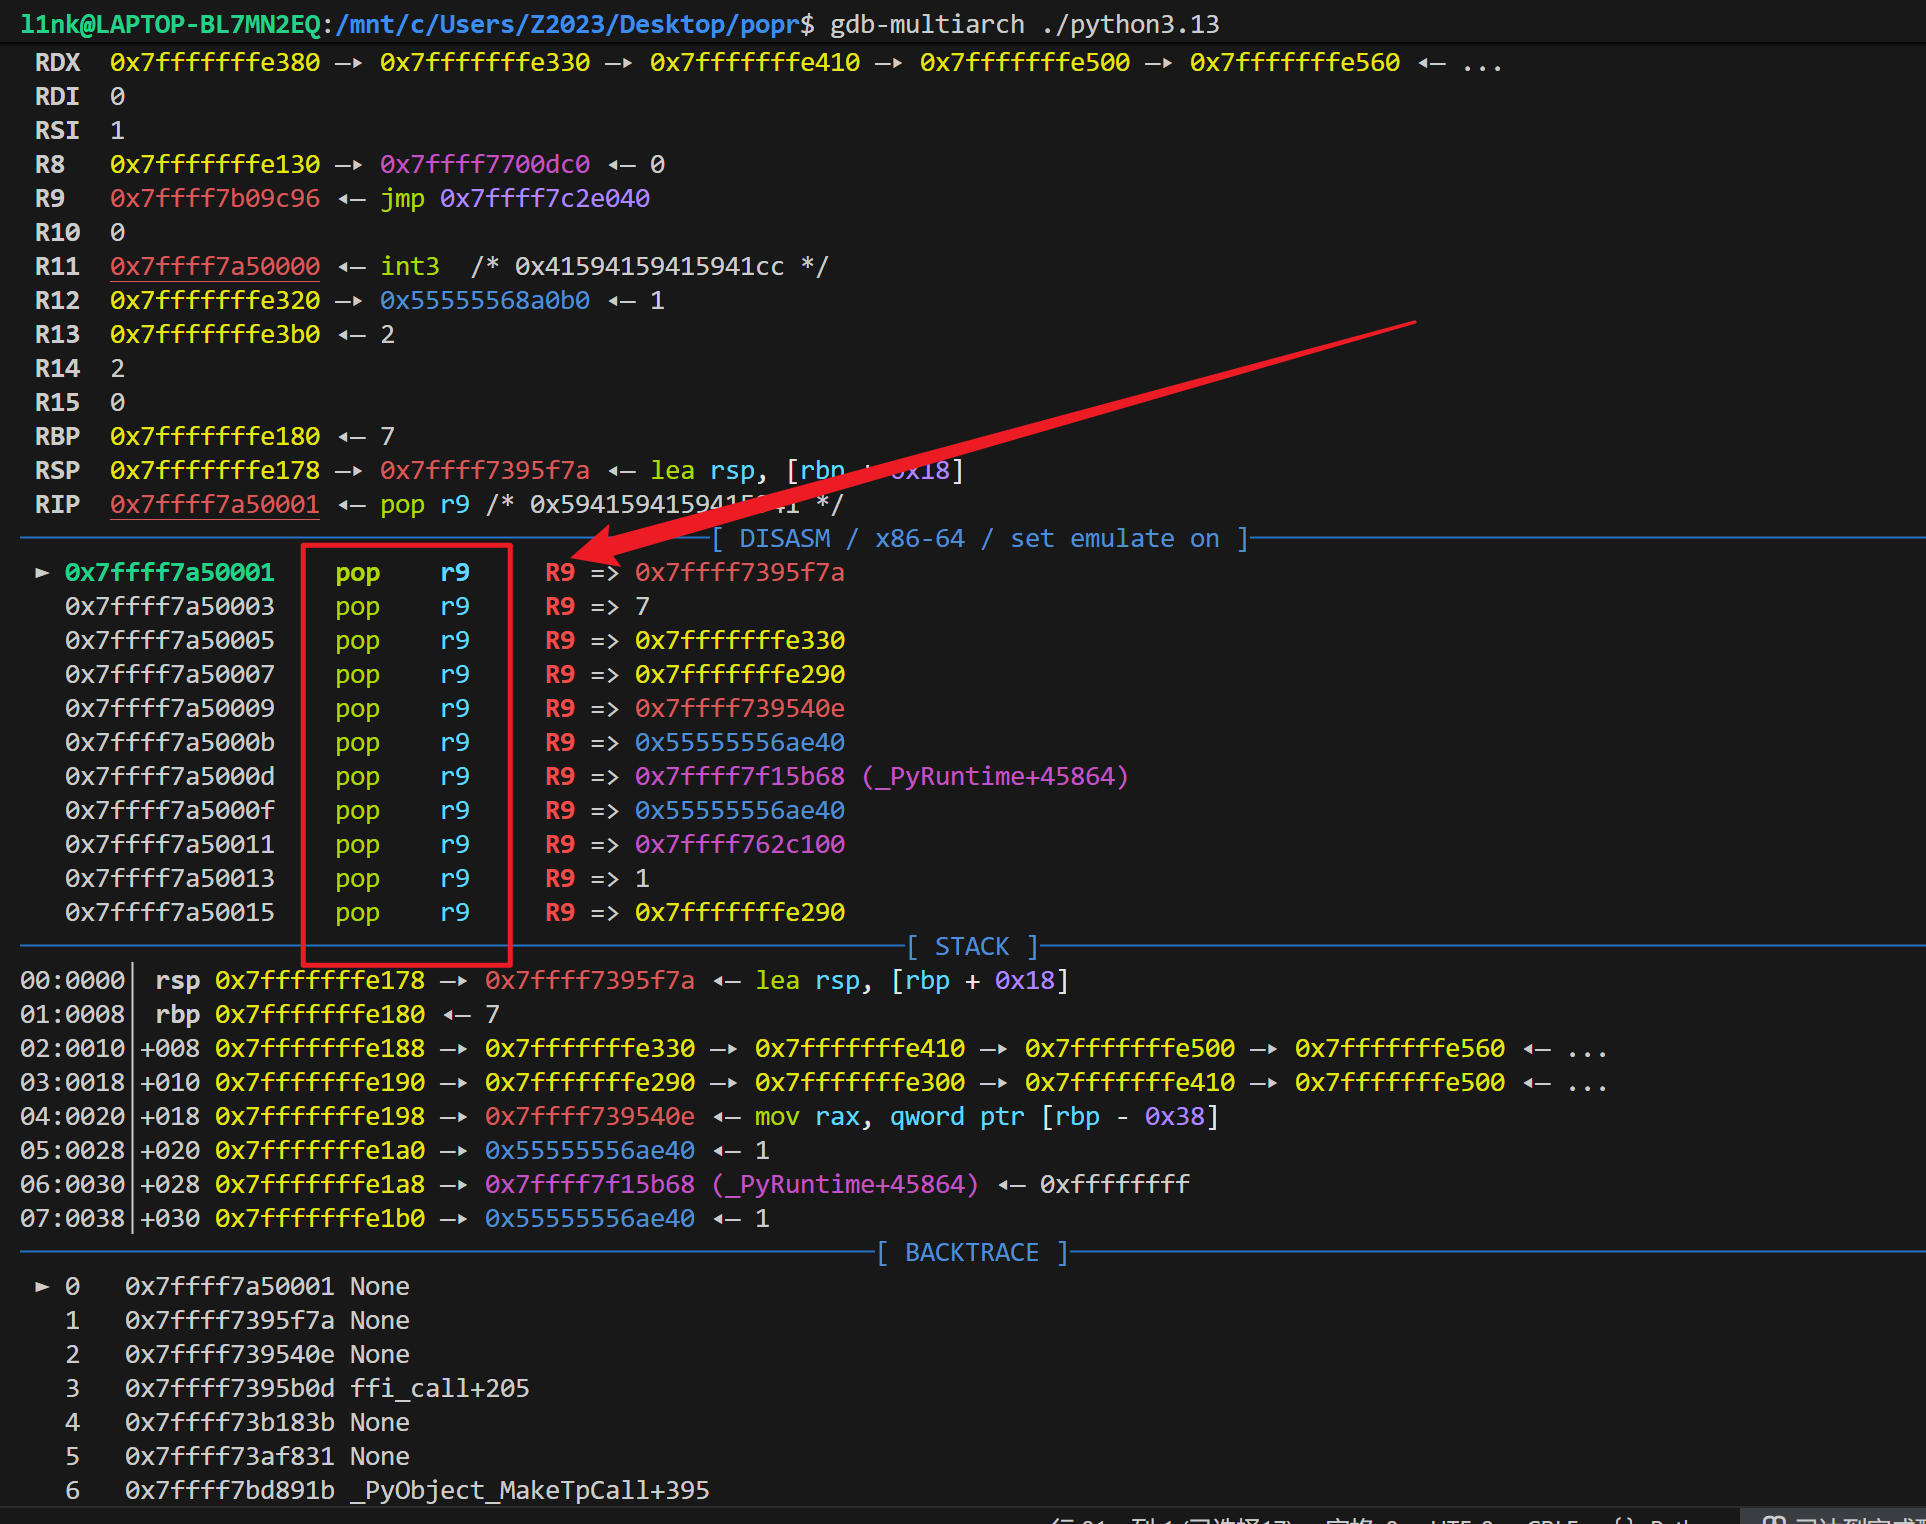 l1nk@LAPTOP-BL7MN2EQ:/mnt/c/Users/Z2023/Desktop/popr$ gdb-multiarch ./python3.13
RDX 0x7fffffffe380 —▸ 0x7fffffffe330 —▸ 0x7fffffffe410 —▸ 0x7fffffffe500 —▸ 0x7fffffffe560 ◂— ...
RDI 0
RSI 1
R8 0x7fffffffe130 —▸ 0x7ffff7700dc0 ◂— 0
R9 0x7ffff7b09c96 ◂— jmp 0x7ffff7c2e040
R10 0
R11 0x7ffff7a50000 ◂— int3 /* 0x41594159415941cc */
R12 0x7fffffffe320 —▸ 0x55555568a0b0 ◂— 1
R13 0x7fffffffe3b0 ◂— 2
R14 2
R15 0
RBP 0x7fffffffe180 ◂— 7
RSP 0x7fffffffe178 —▸ 0x7ffff7395f7a ◂— lea rsp, [rbp + 0x18]
RIP 0x7ffff7a50001 ◂— pop r9 /* 0x5941594159415941 */
[ DISASM / x86-64 / set emulate on ]
► 0x7ffff7a50001 pop r9 R9 => 0x7ffff7395f7a
0x7ffff7a50003 pop r9 R9 => 7
0x7ffff7a50005 pop r9 R9 => 0x7fffffffe330
0x7ffff7a50007 pop r9 R9 => 0x7fffffffe290
0x7ffff7a50009 pop r9 R9 => 0x7ffff739540e
0x7ffff7a5000b pop r9 R9 => 0x55555556ae40
0x7ffff7a5000d pop r9 R9 => 0x7ffff7f15b68 (_PyRuntime+45864)
0x7ffff7a5000f pop r9 R9 => 0x55555556ae40
0x7ffff7a50011 pop r9 R9 => 0x7ffff762c100
0x7ffff7a50013 pop r9 R9 => 1
0x7ffff7a50015 pop r9 R9 => 0x7fffffffe290
[ STACK ]
00:0000│ rsp 0x7fffffffe178 —▸ 0x7ffff7395f7a ◂— lea rsp, [rbp + 0x18]
01:0008│ rbp 0x7fffffffe180 ◂— 7
02:0010│+008 0x7fffffffe188 —▸ 0x7fffffffe330 —▸ 0x7fffffffe410 —▸ 0x7fffffffe500 —▸ 0x7fffffffe560 ◂— ...
03:0018│+010 0x7fffffffe190 —▸ 0x7fffffffe290 —▸ 0x7fffffffe300 —▸ 0x7fffffffe410 —▸ 0x7fffffffe500 ◂— ...
04:0020│+018 0x7fffffffe198 —▸ 0x7ffff739540e ◂— mov rax, qword ptr [rbp - 0x38]
05:0028│+020 0x7fffffffe1a0 —▸ 0x55555556ae40 ◂— 1
06:0030│+028 0x7fffffffe1a8 —▸ 0x7ffff7f15b68 (_PyRuntime+45864) ◂— 0xffffffff
07:0038│+030 0x7fffffffe1b0 —▸ 0x55555556ae40 ◂— 1
[ BACKTRACE ]
► 0 0x7ffff7a50001 None
1 0x7ffff7395f7a None
2 0x7ffff739540e None
3 0x7ffff7395b0d ffi_call+205
4 0x7ffff73b183b None
5 0x7ffff73af831 None
6 0x7ffff7bd891b _PyObject_MakeTpCall+395